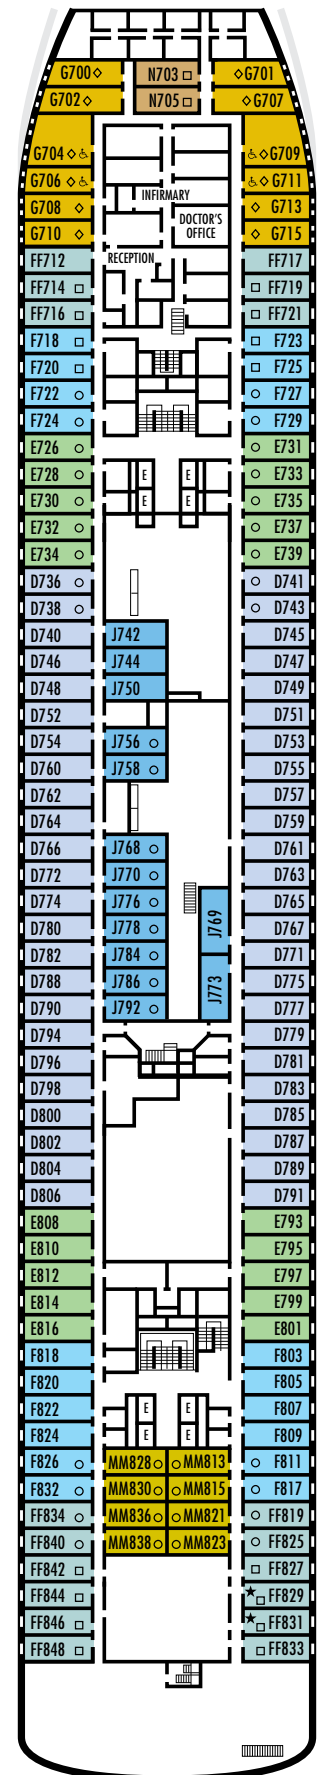 G700 N703 G701
G702 N705 G707
G704 G709
G706 G711
INFIRMARY
G708 G713
DOCTOR'S
OFFICE
G710 G715
RECEPTION
FF712 FF717
FF714 FF719
FF716 FF721
F718 F723
F720 F725
F722 F727
F724 F729
E726 E731
E728 E E E733
E730 E E E735
E732 E737
E734 E739
D736 D741
D738 D743
D740 J742 D745
D746 J744 D747
D748 J750 D749
D752 D751
D754 J756 D753
D760 J758 D755
D762 D757
D764 D759
D766 J768 D761
D772 J770 D763
D774 J776 D765
J769
D780 J778 D767
D782 J784 D771
D788 J786 D775
J773
D790 J792 D777
D794 D779
D796 D781
D798 D783
D800 D785
D802 D787
D804 D789
D806 D791
E808 E793
E810 E795
E812 E797
E814 E799
E816 E801
F818 F803
F820 F805
F822 E E F807
F824 E E F809
F826 MM828 MM813 F811
F832 MM830 MM815 F817
FF834 MM836 MM821 FF819
FF840 MM838 MM823 FF825
FF842 FF827
FF844 FF829
FF846 FF831
FF848 FF833